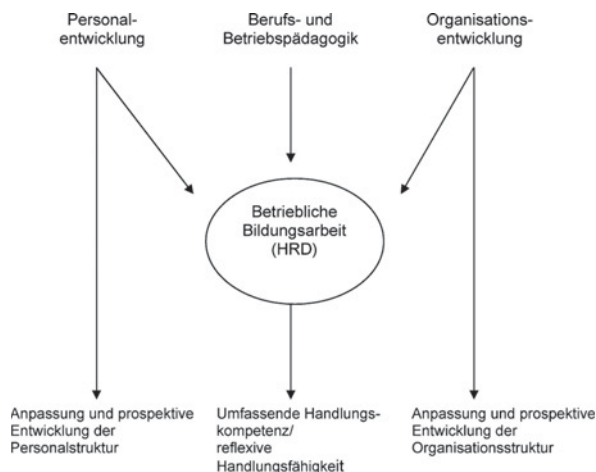 Personal-
entwicklung
Berufs- und
Betriebspädagogik
Organisations-
entwicklung
Betriebliche
Bildungsarbeit
(HRD)
Anpassung und prospektive
Entwicklung der
Personalstruktur
Umfassende Handlungs-
kompetenz/
reflexive
Handlungsfähigkeit
Anpassung und prospektive
Entwicklung der
Organisationsstruktur